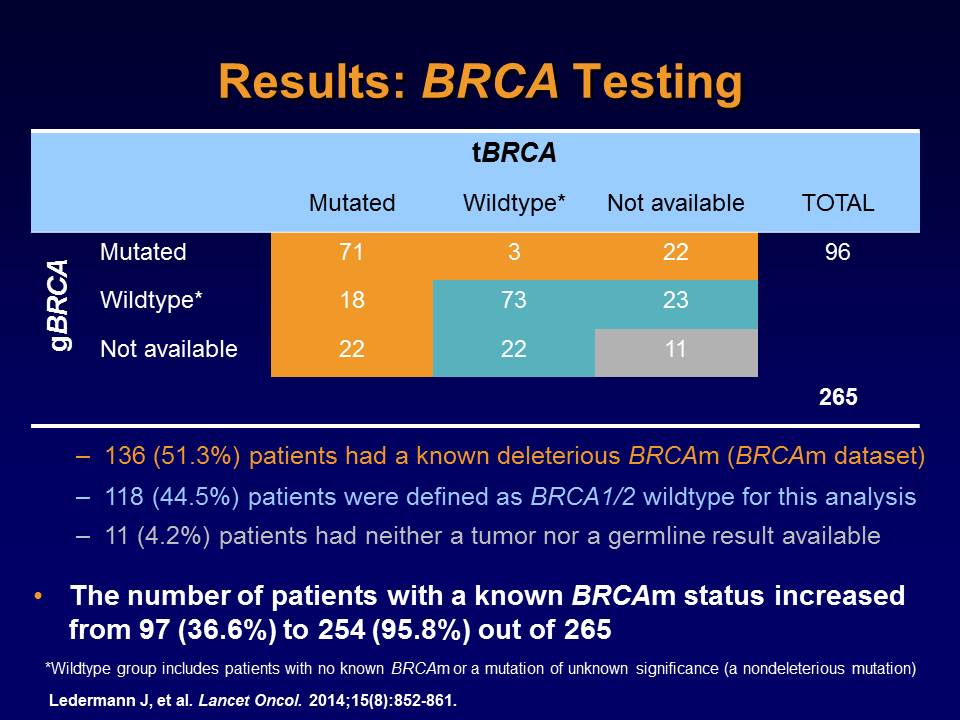 Results: BRCA Testing
tBRCA
Mutated Wildtype* Not available TOTAL
gBRCA
Mutated 71 3 22 96
Wildtype* 18 73 23
Not available 22 22 11
265
– 136 (51.3%) patients had a known deleterious BRCAm (BRCAm dataset)
– 118 (44.5%) patients were defined as BRCA1/2 wildtype for this analysis
– 11 (4.2%) patients had neither a tumor nor a germline result available
• The number of patients with a known BRCAm status increased
from 97 (36.6%) to 254 (95.8%) out of 265
*Wildtype group includes patients with no known BRCAm or a mutation of unknown significance (a nondeleterious mutation)
Ledermann J, et al. Lancet Oncol. 2014;15(8):852-861.